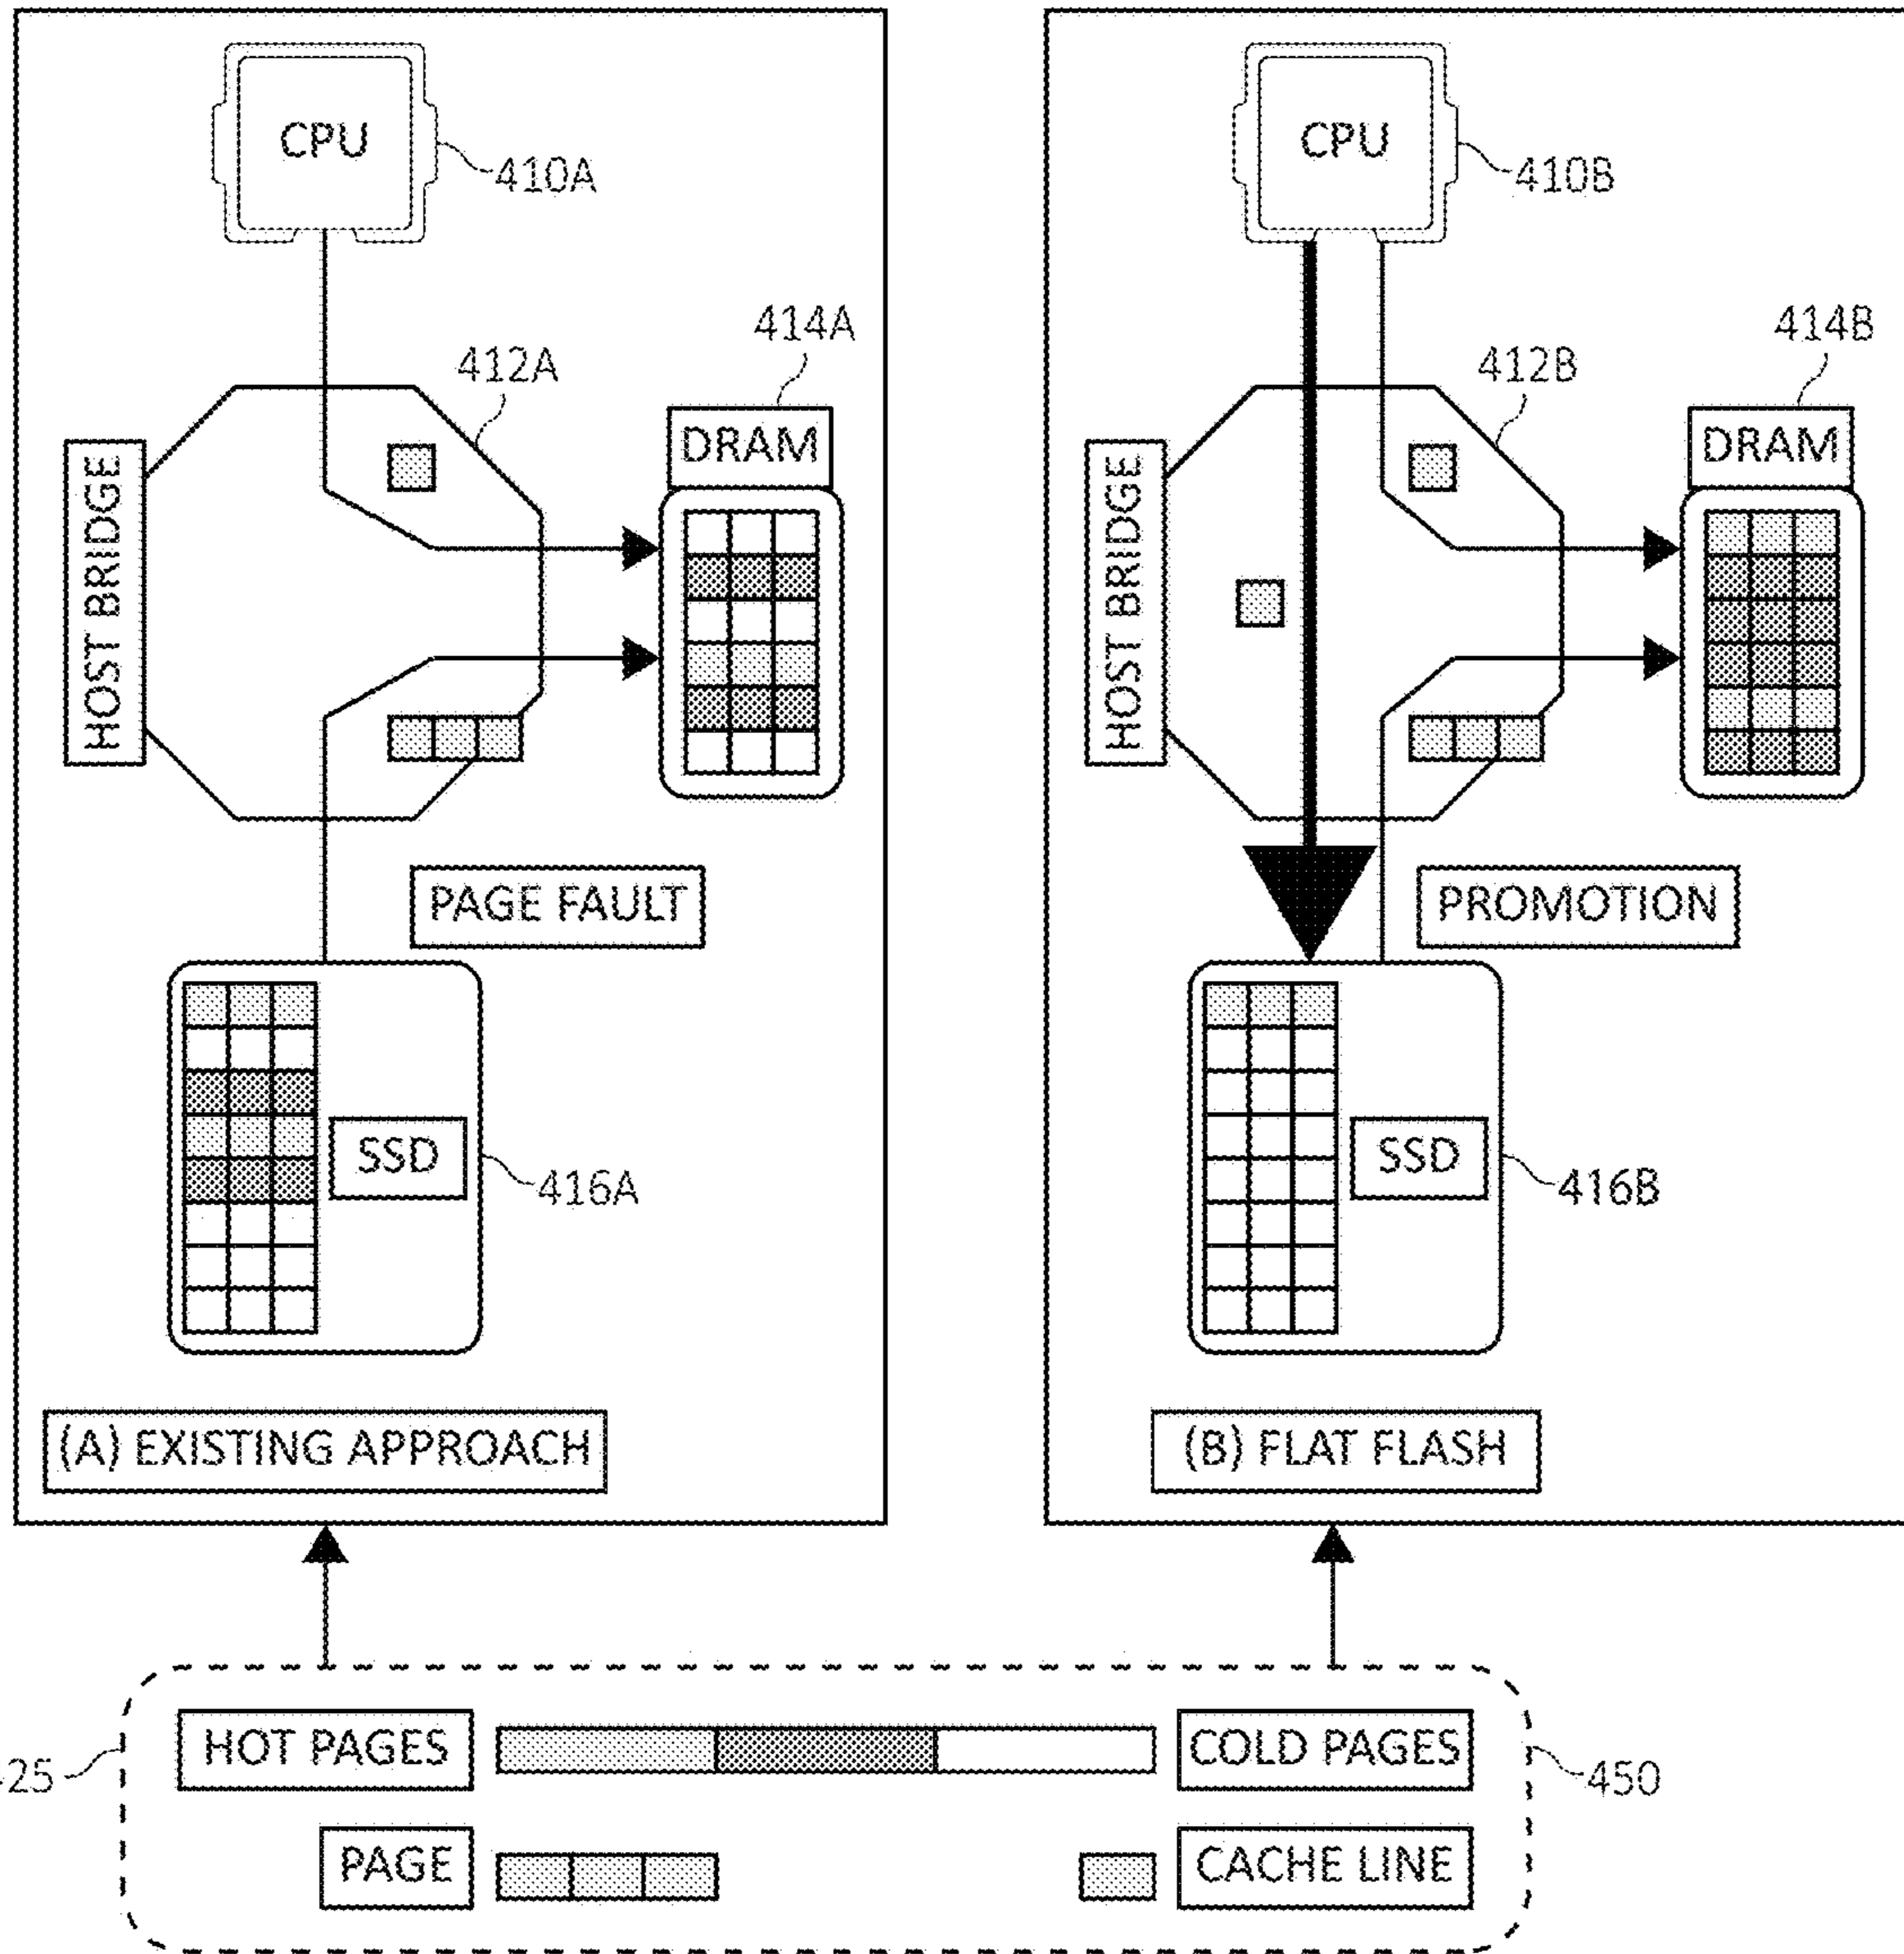 CPU
410A
412A
414A
DRAM
HOST BRIDGE
PAGE FAULT
SSD
416A
(A) EXISTING APPROACH
CPU
410B
412B
414B
DRAM
HOST BRIDGE
PROMOTION
SSD
416B
(B) FLAT FLASH
HOT PAGES
COLD PAGES
25
450
PAGE
CACHE LINE